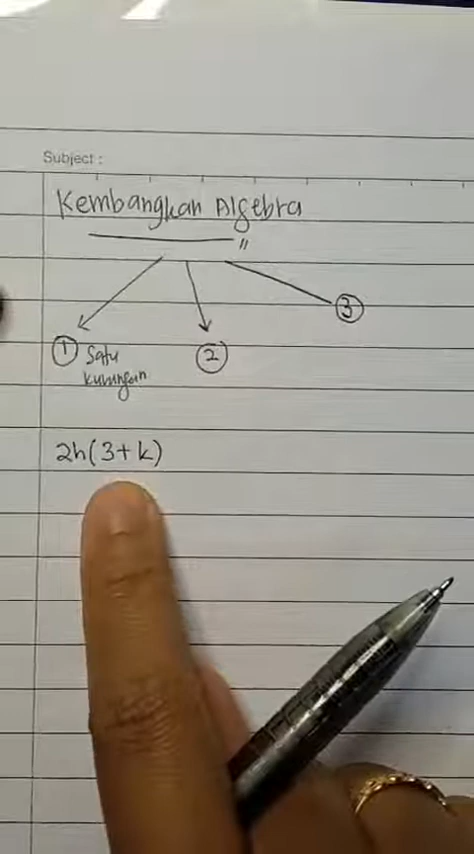 Subject :
Kembangkan Algebra
① Satu
kurungan
②
③
2h(3+k)